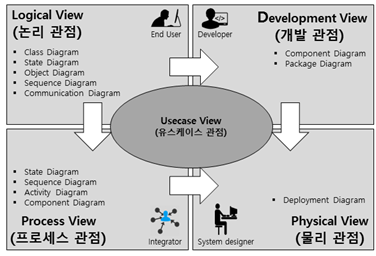 Logical View
(논리 관점)
▪ Class Diagram
▪ State Diagram
▪ Object Diagram
▪ Sequence Diagram
▪ Communication Diagram
End User
Developer
Development View
(개발 관점)
▪ Component Diagram
▪ Package Diagram
Usecase View
(유스케이스 관점)
▪ State Diagram
▪ Sequence Diagram
▪ Activity Diagram
▪ Component Diagram
Process View
(프로세스 관점)
Integrator
System designer
▪ Deployment Diagram
Physical View
(물리 관점)